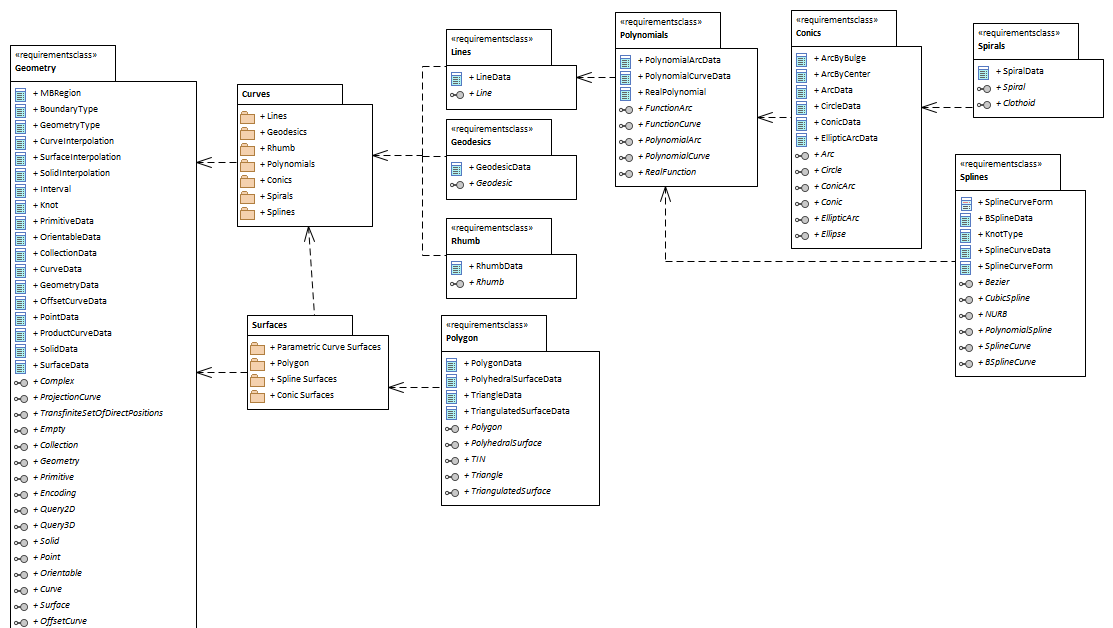 «requirementsclass»
Geometry
+ MBRegion
+ BoundaryType
+ GeometryType
+ CurveInterpolation
+ SurfaceInterpolation
+ SolidInterpolation
+ Interval
+ Knot
+ PrimitiveData
+ OrientableData
+ CollectionData
+ CurveData
+ GeometryData
+ OffsetCurveData
+ PointData
+ ProductCurveData
+ SolidData
+ SurfaceData
+ Complex
+ ProjectionCurve
+ TransfiniteSetOfDirectPositions
+ Empty
+ Collection
+ Geometry
+ Primitive
+ Encoding
+ Query2D
+ Query3D
+ Solid
+ Point
+ Orientable
+ Curve
+ Surface
+ OffsetCurve
Curves
+ Lines
+ Geodesics
+ Rhumb
+ Polynomials
+ Conics
+ Spirals
+ Splines
Surfaces
+ Parametric Curve Surfaces
+ Polygon
+ Spline Surfaces
+ Conic Surfaces
«requirementsclass»
Lines
+ LineData
+ Line
«requirementsclass»
Geodesics
+ GeodesicData
+ Geodesic
«requirementsclass»
Rhumb
+ RhumbData
+ Rhumb
«requirementsclass»
Polygon
+ PolygonData
+ PolyhedralSurfaceData
+ TriangleData
+ TriangulatedSurfaceData
+ Polygon
+ PolyhedralSurface
+ TIN
+ Triangle
+ TriangulatedSurface
«requirementsclass»
Polynomials
+ PolynomialArcData
+ PolynomialCurveData
+ RealPolynomial
+ FunctionArc
+ FunctionCurve
+ PolynomialArc
+ PolynomialCurve
+ RealFunction
«requirementsclass»
Conics
+ ArcByBulge
+ ArcByCenter
+ ArcData
+ CircleData
+ ConicData
+ EllipticArcData
+ Arc
+ Circle
+ ConicArc
+ Conic
+ EllipticArc
+ Ellipse
«requirementsclass»
Spirals
+ SpiralData
+ Spiral
+ Clothoid
«requirementsclass»
Splines
+ SplineCurveForm
+ BSplineData
+ KnotType
+ SplineCurveData
+ SplineCurveForm
+ Bezier
+ CubicSpline
+ NURB
+ PolynomialSpline
+ SplineCurve
+ BSplineCurve